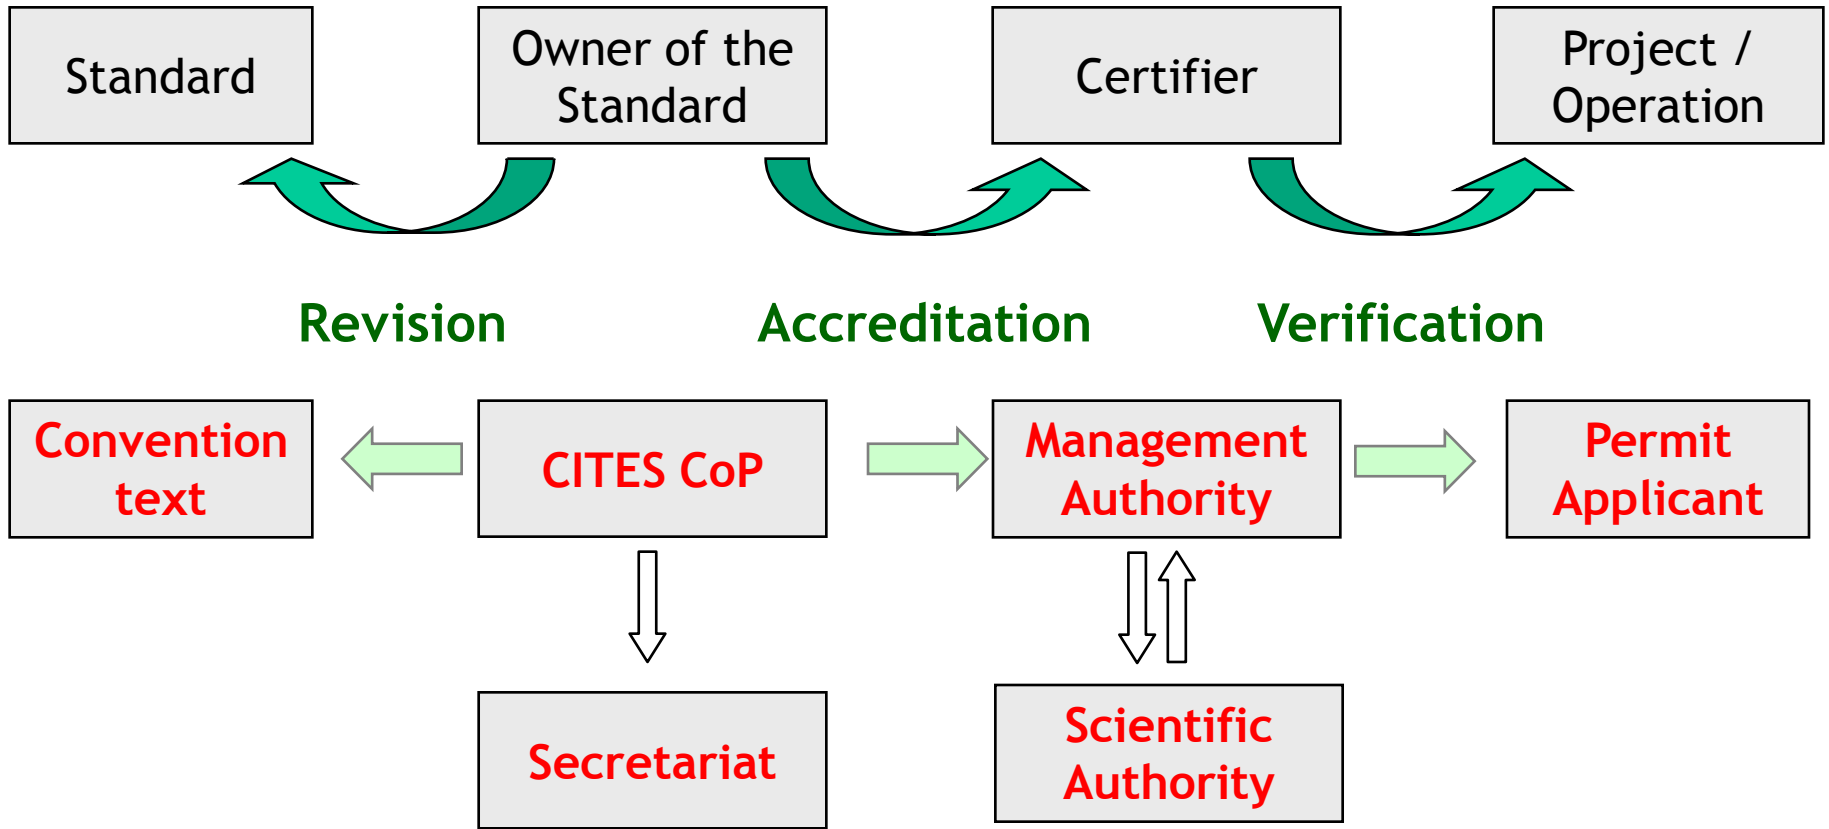 Standard
Owner of the
Standard
Certifier
Project /
Operation
Revision
Accreditation
Verification
Convention
text
CITES CoP
Management
Authority
Permit
Applicant
Secretariat
Scientific
Authority